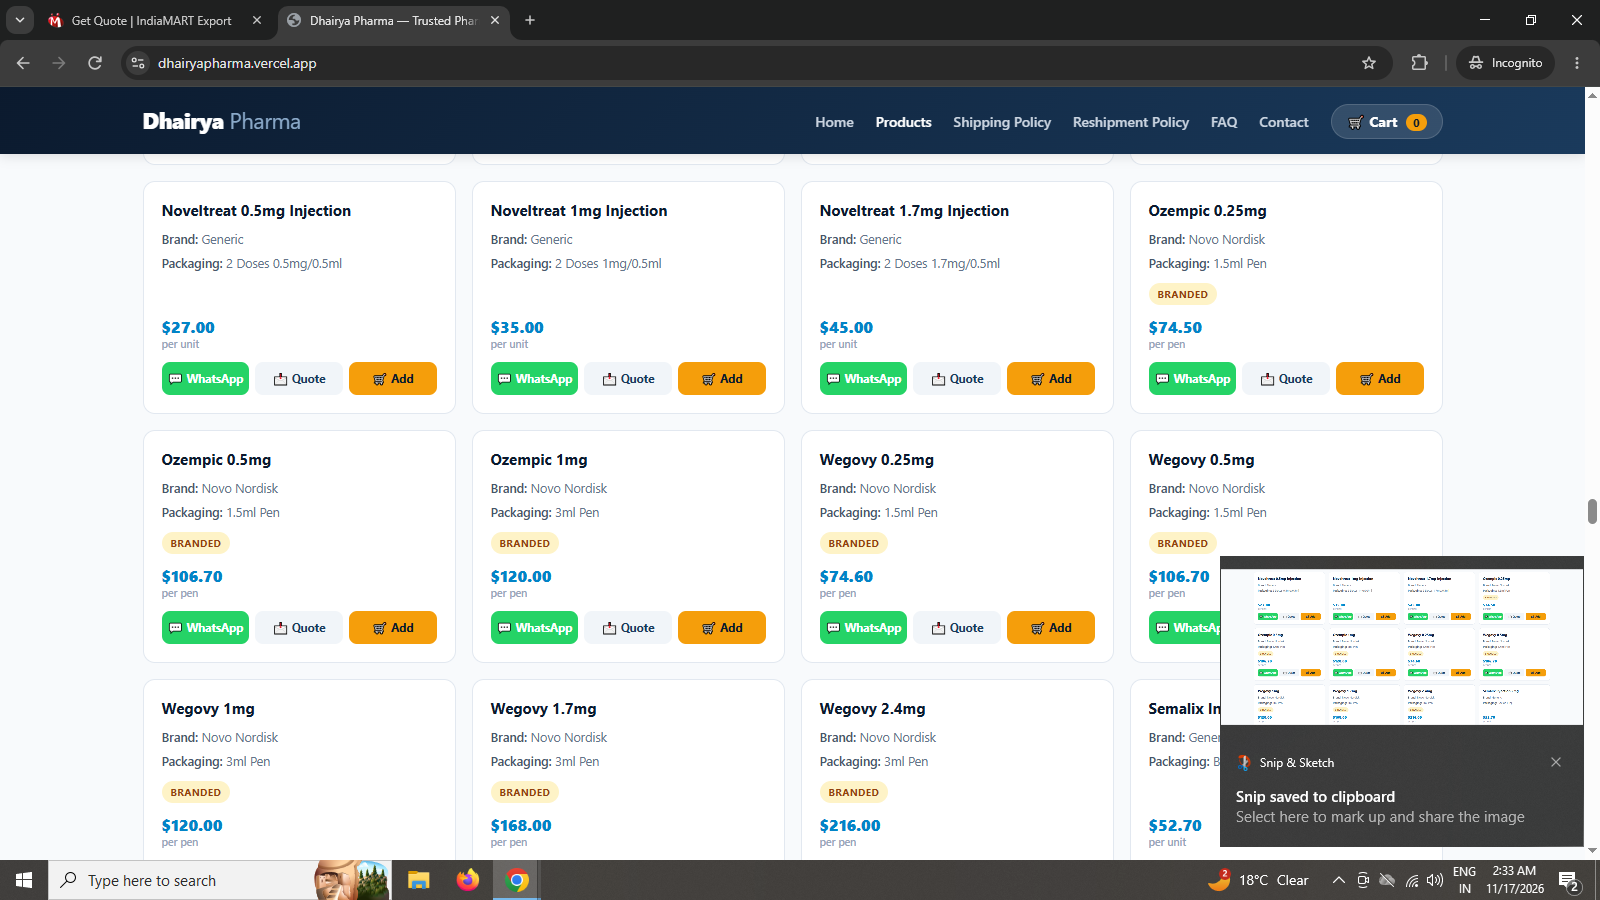 Get Quote | IndiaMART Export
Dhairya Pharma — Trusted Phar
dhairyapharma.vercel.app
Incognito
Dhairya Pharma
Home
Products
Shipping Policy
Reshipment Policy
FAQ
Contact
Cart 0
Noveltreat 0.5mg Injection
Brand: Generic
Packaging: 2 Doses 0.5mg/0.5ml
$27.00
per unit
WhatsApp
Quote
Add
Noveltreat 1mg Injection
Brand: Generic
Packaging: 2 Doses 1mg/0.5ml
$35.00
per unit
WhatsApp
Quote
Add
Noveltreat 1.7mg Injection
Brand: Generic
Packaging: 2 Doses 1.7mg/0.5ml
$45.00
per unit
WhatsApp
Quote
Add
Ozempic 0.25mg
Brand: Novo Nordisk
Packaging: 1.5ml Pen
BRANDED
$74.50
per pen
WhatsApp
Quote
Add
Ozempic 0.5mg
Brand: Novo Nordisk
Packaging: 1.5ml Pen
BRANDED
$106.70
per pen
WhatsApp
Quote
Add
Ozempic 1mg
Brand: Novo Nordisk
Packaging: 3ml Pen
BRANDED
$120.00
per pen
WhatsApp
Quote
Add
Wegovy 0.25mg
Brand: Novo Nordisk
Packaging: 1.5ml Pen
BRANDED
$74.60
per pen
WhatsApp
Quote
Add
Wegovy 0.5mg
Brand: Novo Nordisk
Packaging: 1.5ml Pen
BRANDED
$106.70
per pen
WhatsAp
Wegovy 1mg
Brand: Novo Nordisk
Packaging: 3ml Pen
BRANDED
$120.00
per pen
Wegovy 1.7mg
Brand: Novo Nordisk
Packaging: 3ml Pen
BRANDED
$168.00
per pen
Wegovy 2.4mg
Brand: Novo Nordisk
Packaging: 3ml Pen
BRANDED
$216.00
per pen
Semalix In
Brand: Gener
Packaging: B
$52.70
per unit
Snip & Sketch
Snip saved to clipboard
Select here to mark up and share the image
Type here to search
2
18°C Clear
ENG
IN
2:33 AM
11/17/2026
2